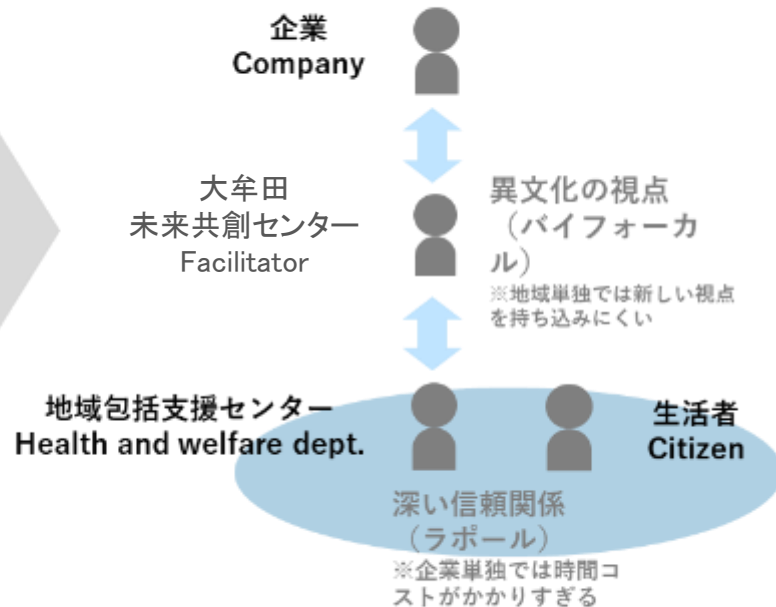 企業
Company
大牟田
未来共創センター
Facilitator
異文化の視点
（バイフォーカ
ル）
※地域単独では新しい視点
を持ち込みにくい
地域包括支援センター
Health and welfare dept.
生活者
Citizen
深い信頼関係
（ラポール）
※企業単独では時間コ
ストがかかりすぎる